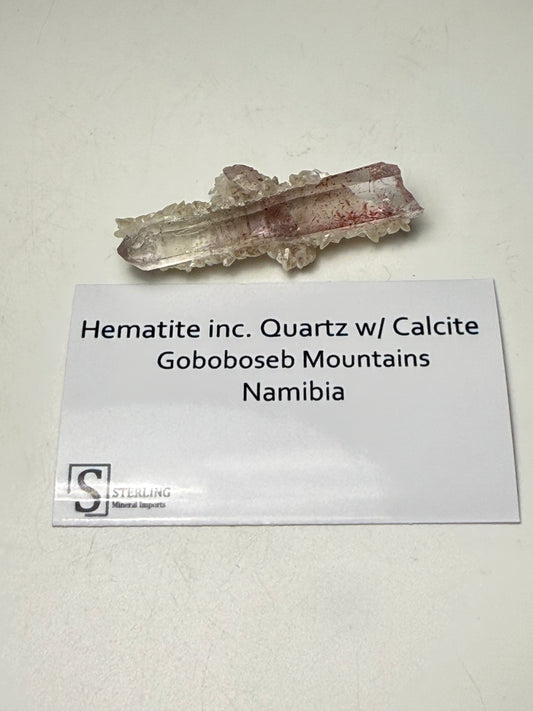 Hematite inc. Quartz w/ Calcite
Goboboseb Mountains
Namibia
S
STERLING
Mineral Imports